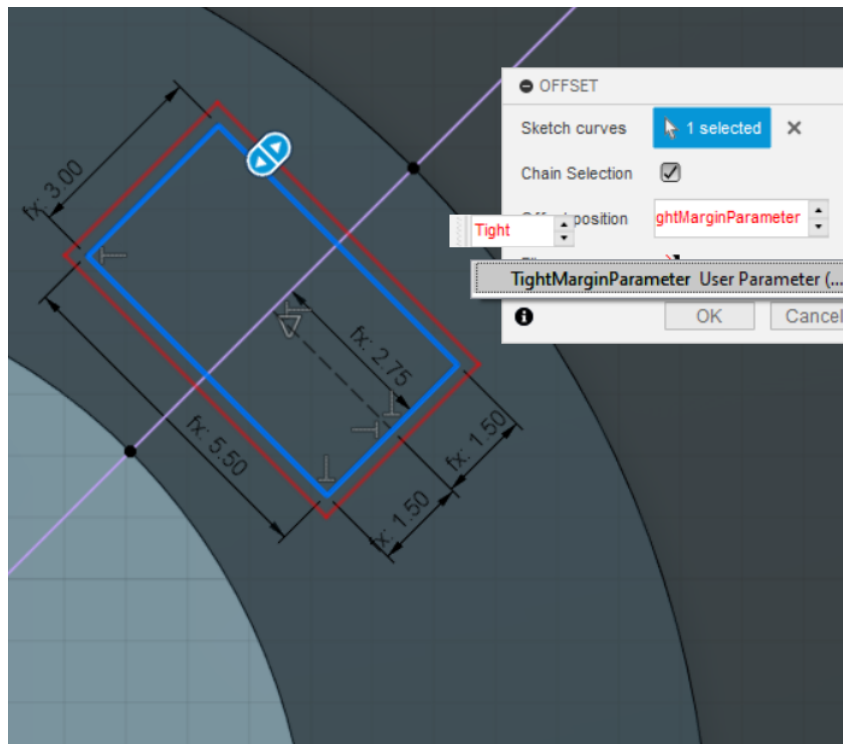 OFFSET
Sketch curves
1 selected
Chain Selection
position
ghtMarginParameter
Tight
TightMarginParameter User Parameter (...
OK
Cancel
fx: 3.00
fx: 2.75
fx: 5.50
fx: 1.50
fx: 1.50